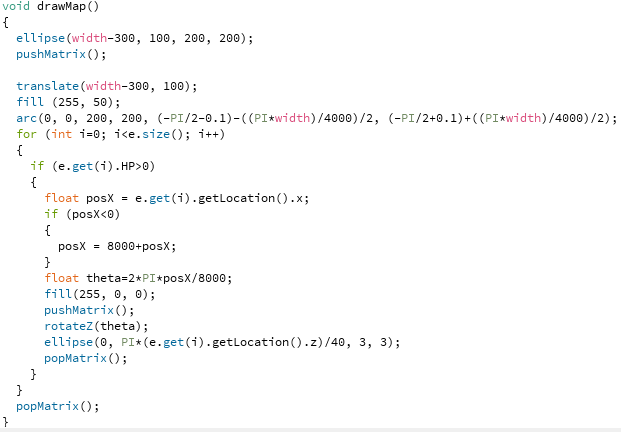 void drawMap()
{
  ellipse(width-300, 100, 200, 200);
  pushMatrix();

  translate(width-300, 100);
  fill (255, 50);
  arc(0, 0, 200, 200, (-PI/2-0.1)-((PI*width)/4000)/2, (-PI/2+0.1)+((PI*width)/4000)/2);
  for (int i=0; i<e.size(); i++)
  {
    if (e.get(i).HP>0)
    {
      float posX = e.get(i).getLocation().x;
      if (posX<0)
      {
        posX = 8000+posX;
      }
      float theta=2*PI*posX/8000;
      fill(255, 0, 0);
      pushMatrix();
      rotateZ(theta);
      ellipse(0, PI*(e.get(i).getLocation().z)/40, 3, 3);
      popMatrix();
    }
  }
  popMatrix();
}